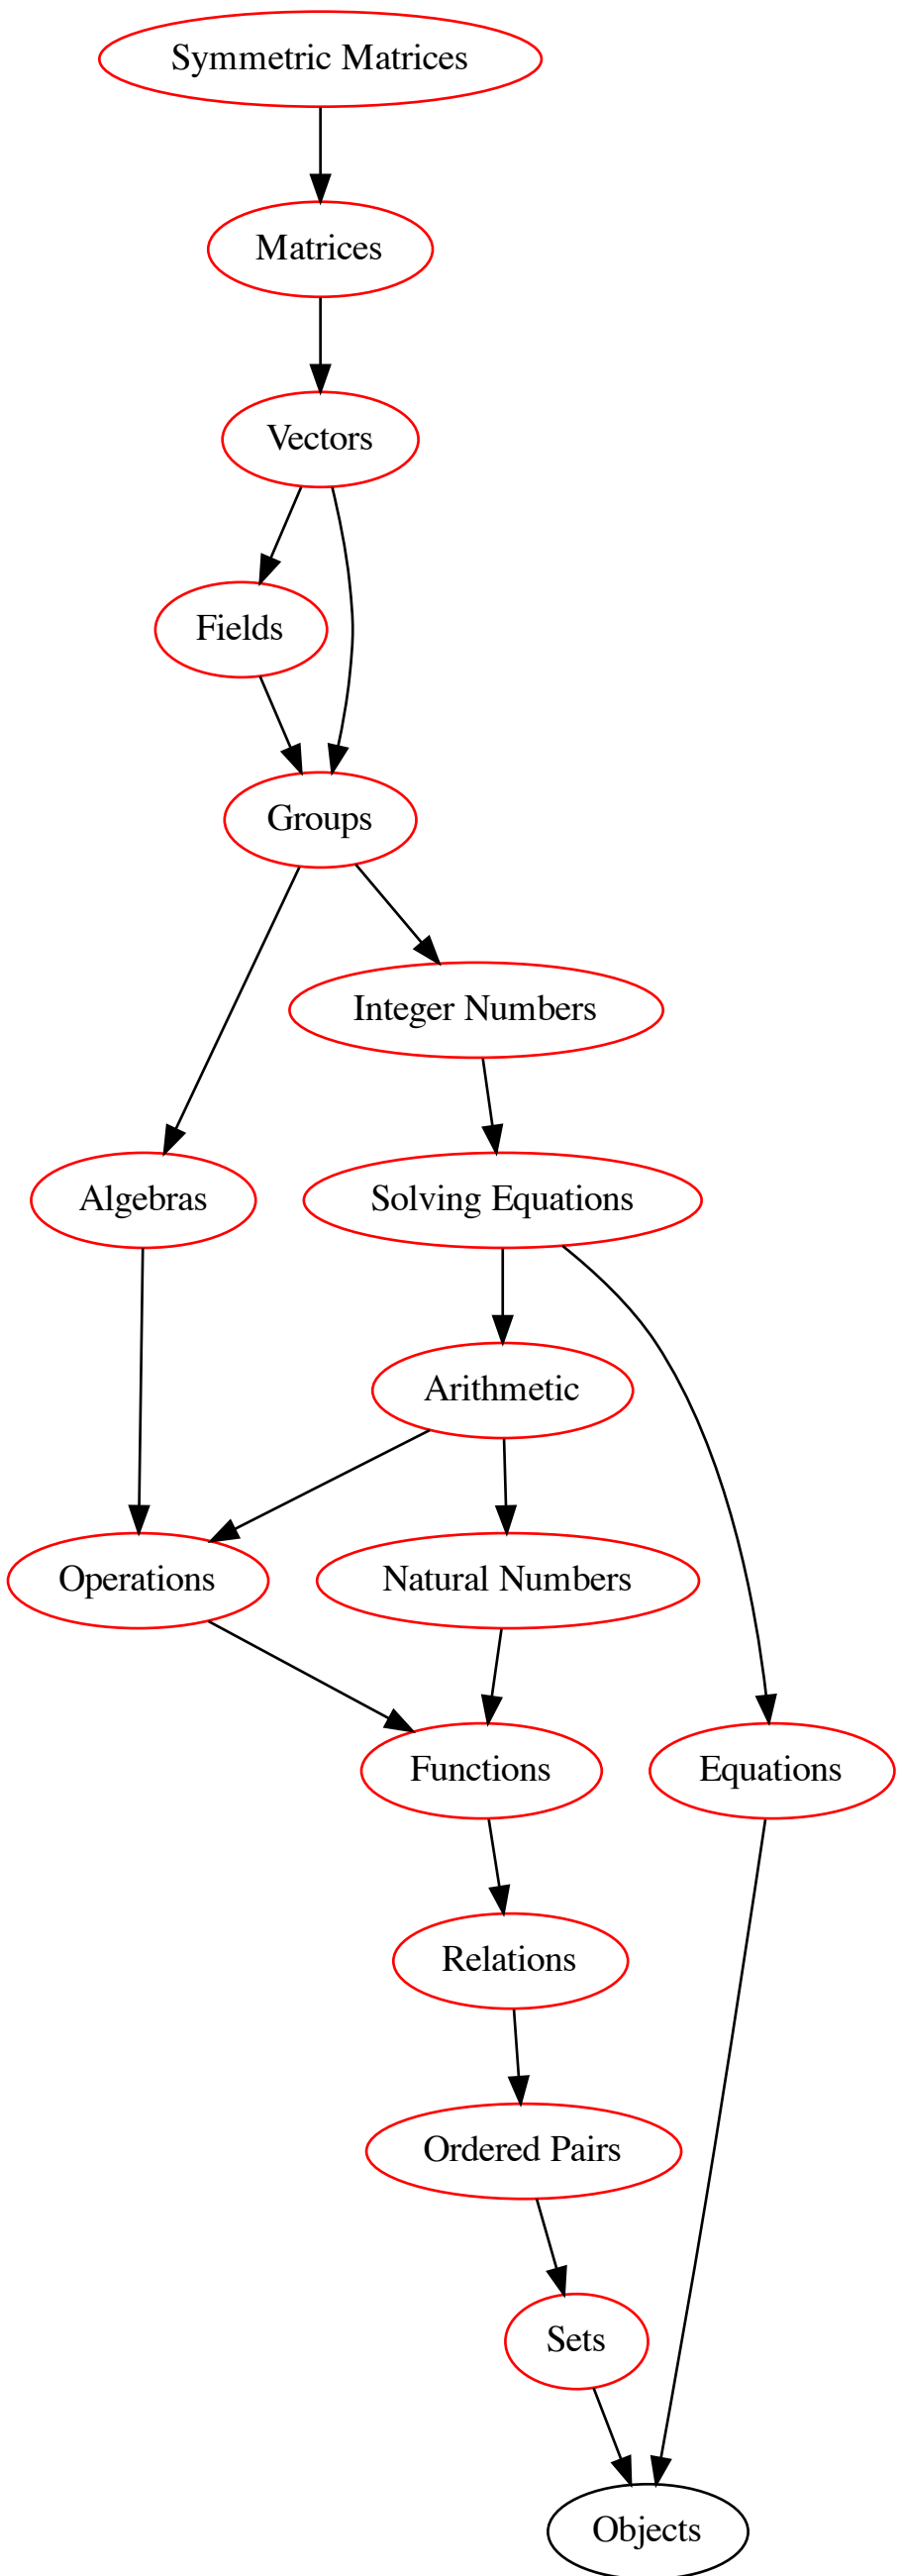 Symmetric Matrices
Matrices
Vectors
Fields
Groups
Integer Numbers
Algebras
Solving Equations
Arithmetic
Operations
Natural Numbers
Functions
Equations
Relations
Ordered Pairs
Sets
Objects